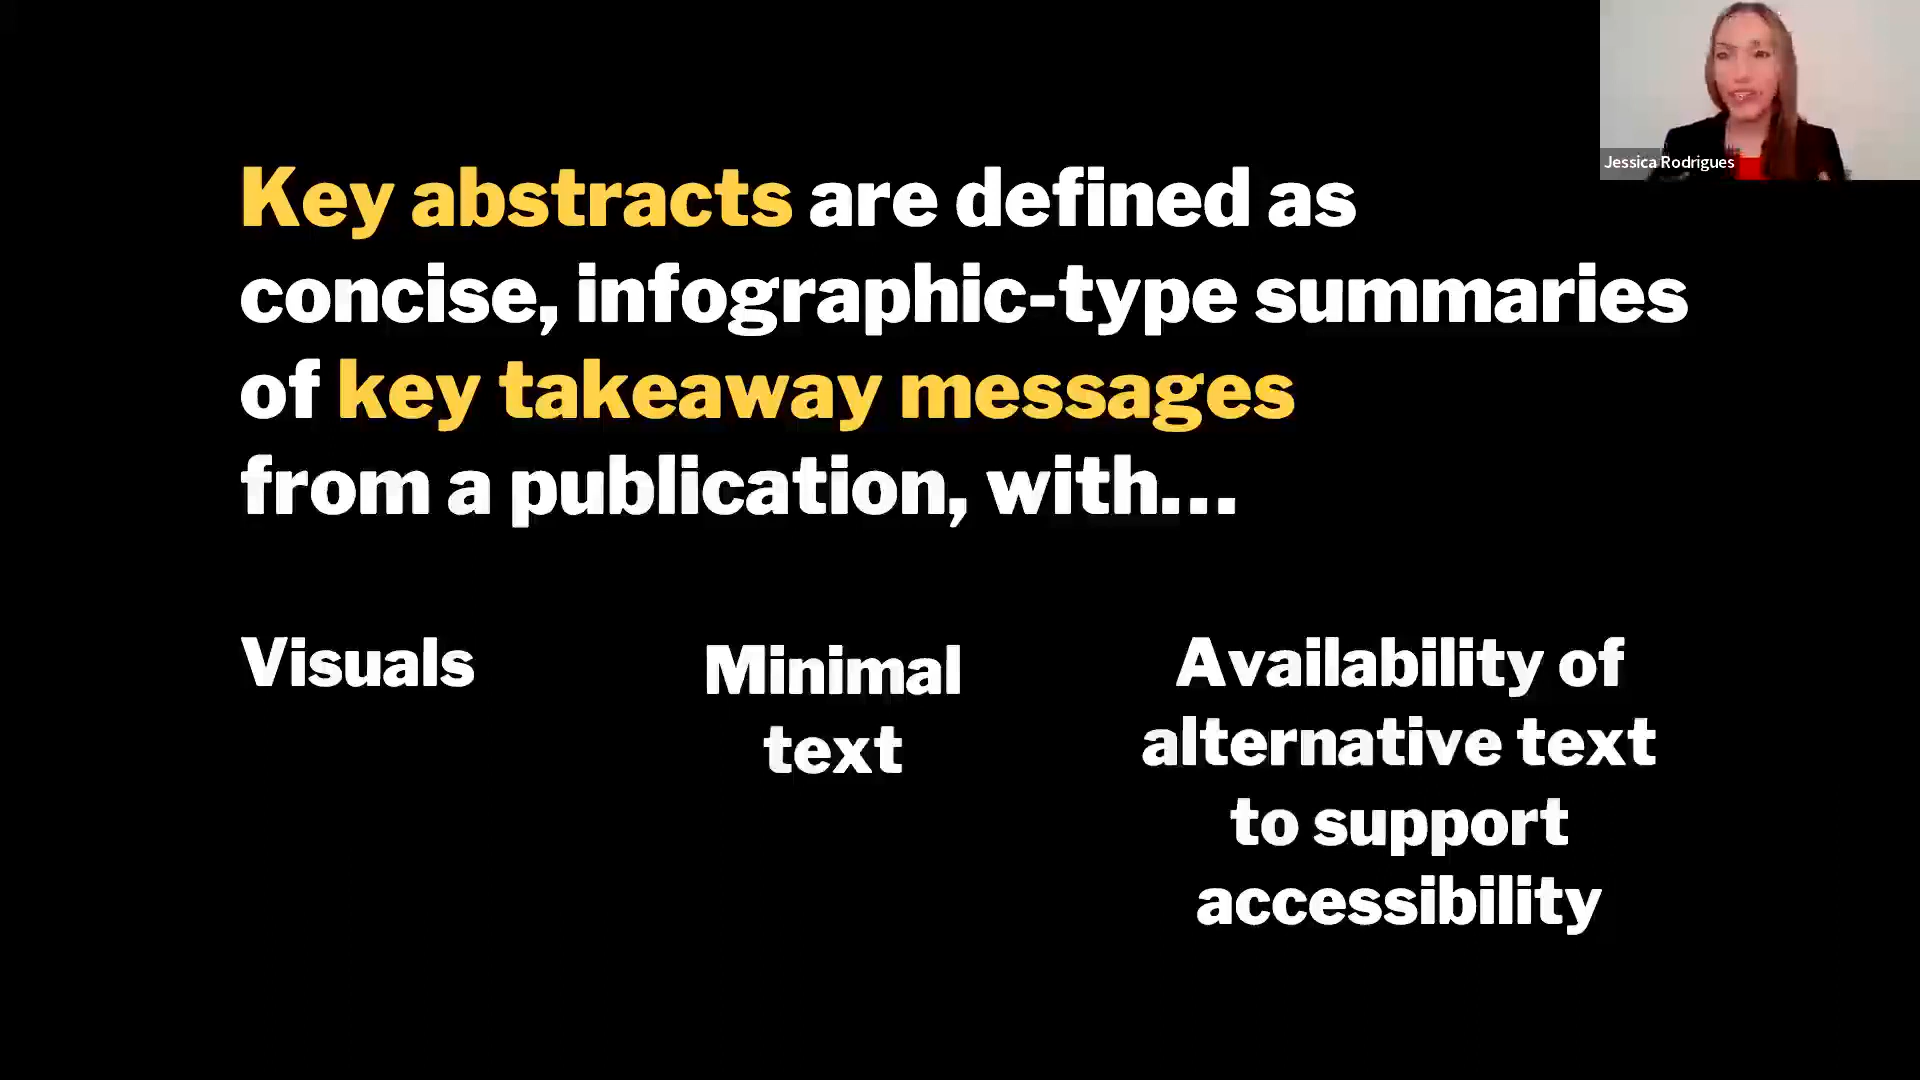 Jessica Rodrigues
Key abstracts are defined as
concise, infographic-type summaries
of key takeaway messages
from a publication, with...
Visuals
Minimal
text
Availability of
alternative text
to support
accessibility